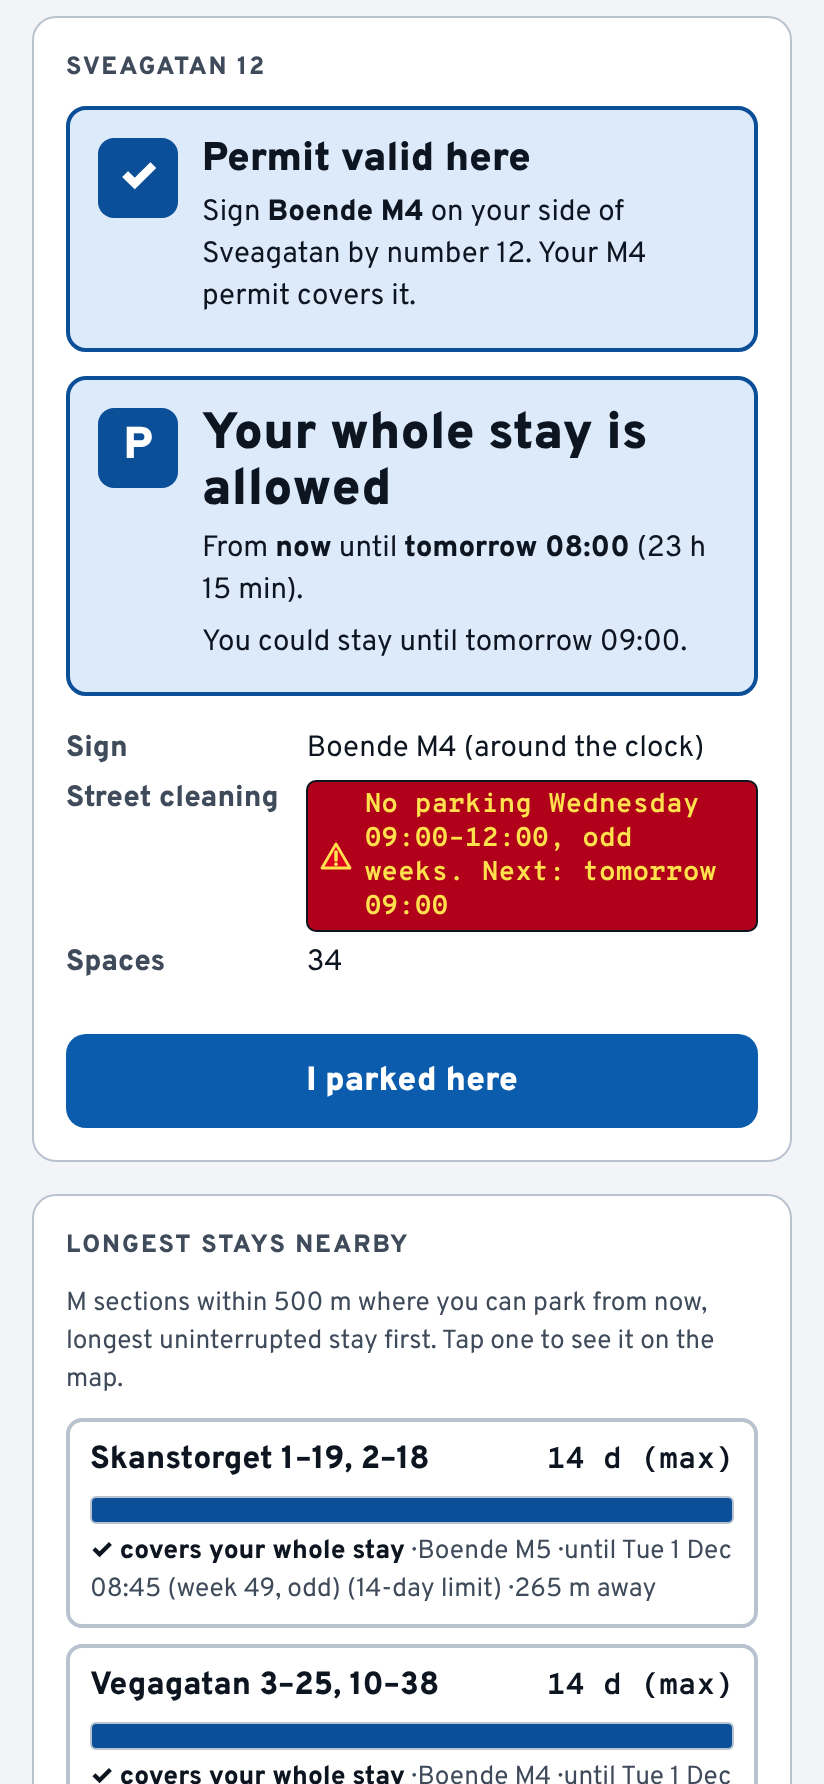 SVEAGATAN 12
Permit valid here
Sign Boende M4 on your side of
Sveagatan by number 12. Your M4
permit covers it.
P
Your whole stay is
allowed
From now until tomorrow 08:00 (23 h
15 min).
You could stay until tomorrow 09:00.
Sign
Boende M4 (around the clock)
Street cleaning
No parking Wednesday
09:00–12:00, odd
weeks. Next: tomorrow
09:00
Spaces
34
I parked here
LONGEST STAYS NEARBY
M sections within 500 m where you can park from now,
longest uninterrupted stay first. Tap one to see it on the
map.
Skanstorget 1–19, 2–18
14 d (max)
✓ covers your whole stay ·Boende M5 ·until Tue 1 Dec
08:45 (week 49, odd) (14-day limit) ·265 m away
Vegagatan 3–25, 10–38
14 d (max)
✓ covers your whole stay ·Boende M4 ·until Tue 1 Dec